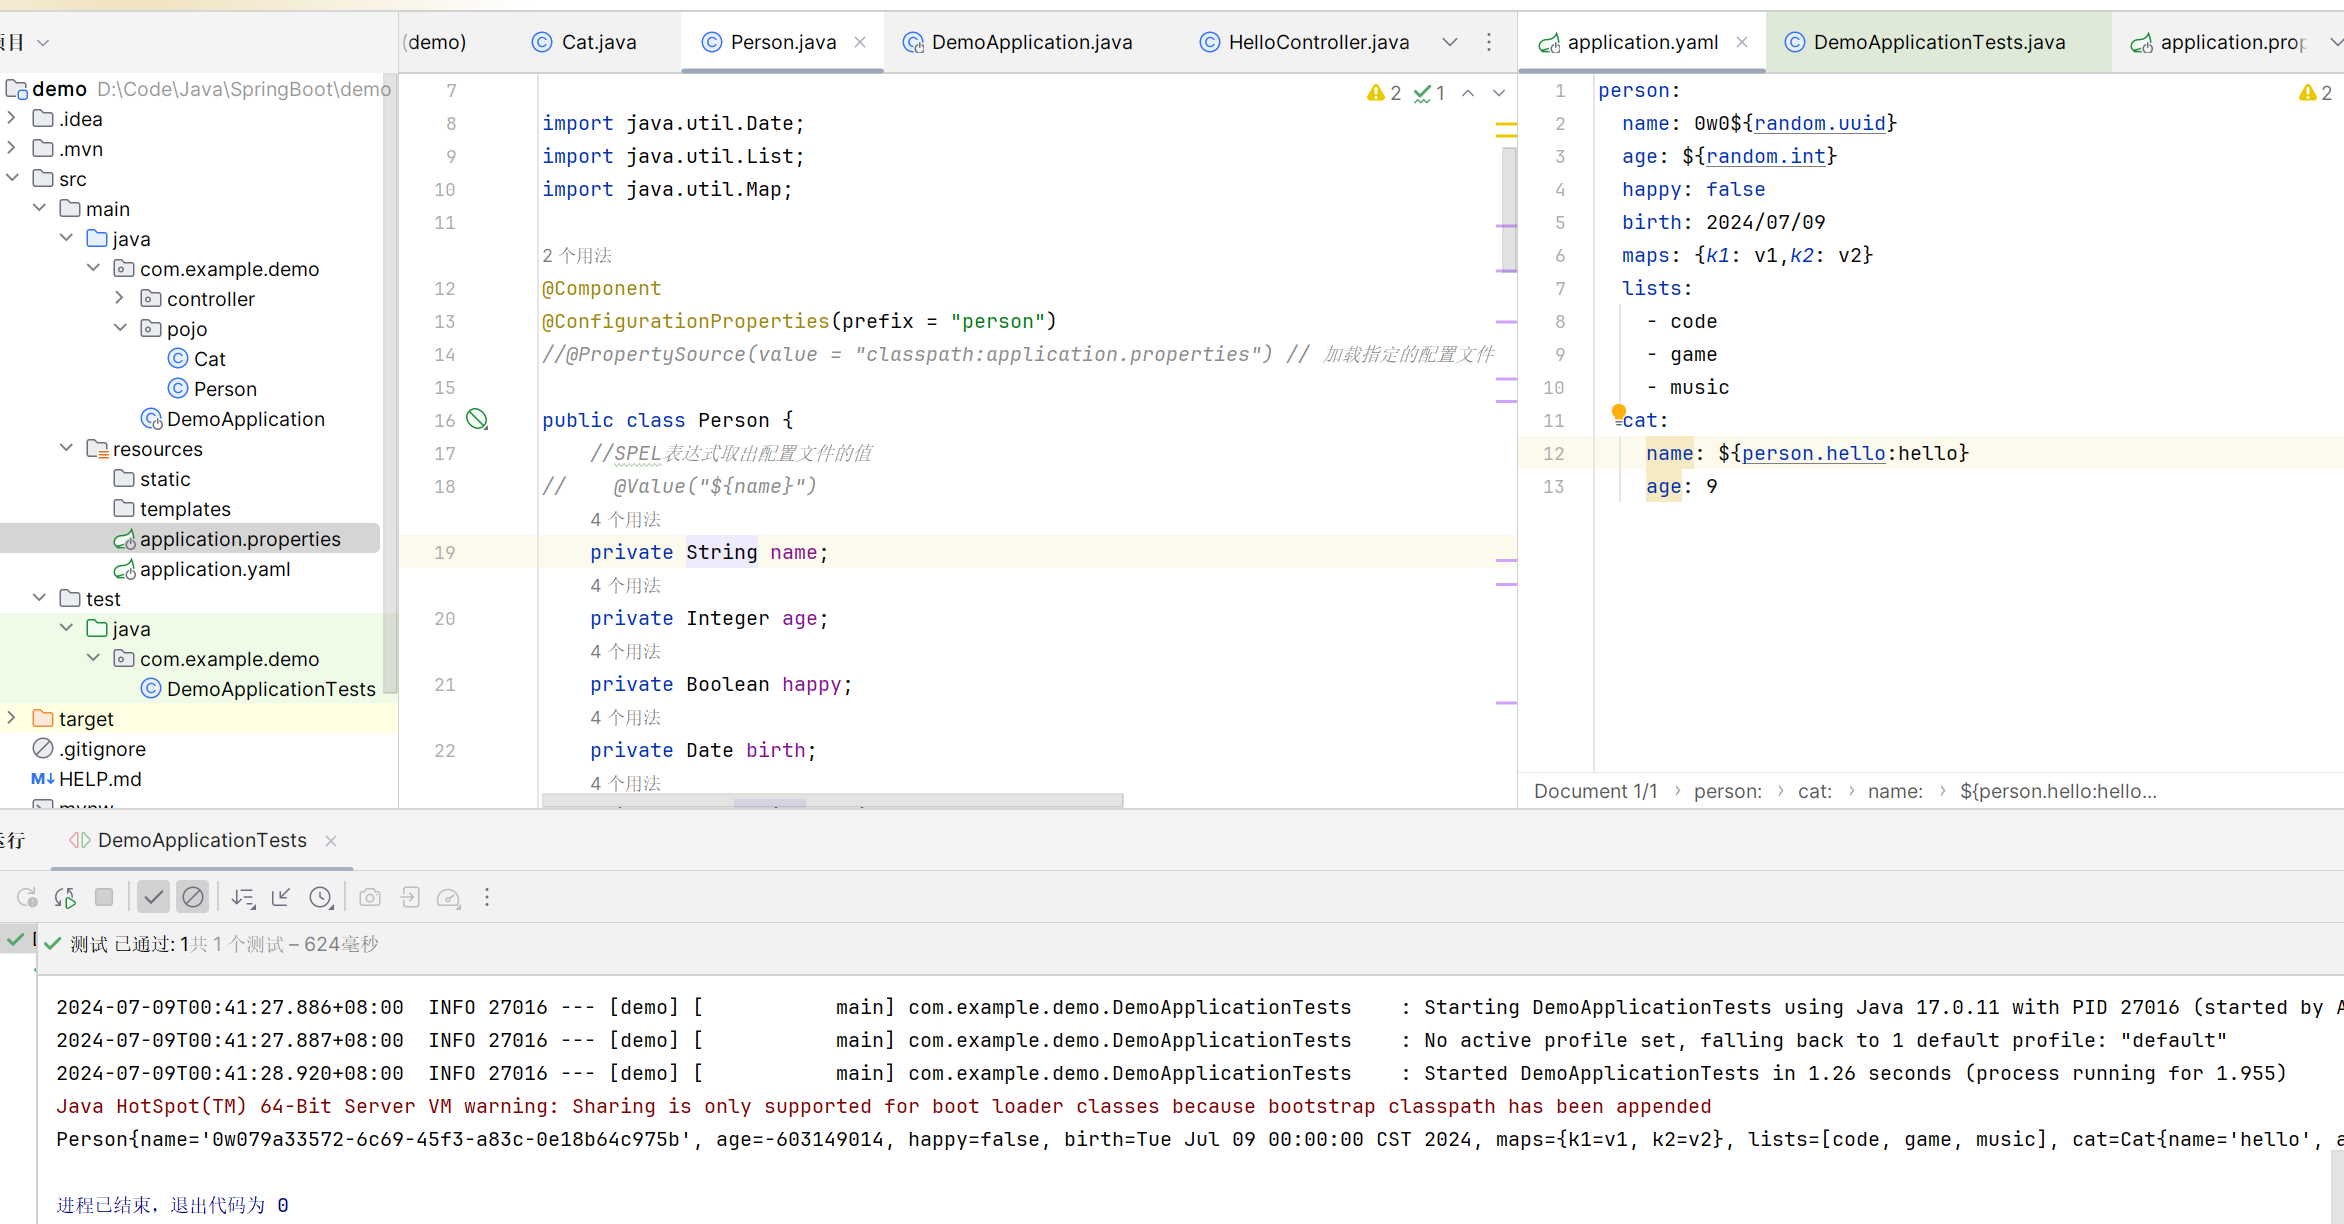 项目
demo D:\Code\Java\SpringBoot\demo
.idea
.mvn
src
main
java
com.example.demo
controller
pojo
Cat
Person
DemoApplication
resources
static
templates
application.properties
application.yaml
test
java
com.example.demo
DemoApplicationTests
target
.gitignore
HELP.md
mvnw
(demo) Cat.java Person.java DemoApplication.java HelloController.java
2 1
7
8 import java.util.Date;
9 import java.util.List;
10 import java.util.Map;
11
2 个用法
12 @Component
13 @ConfigurationProperties(prefix = "person")
14 //@PropertySource(value = "classpath:application.properties") // 加载指定的配置文件
15
16 public class Person {
17 //SPEL表达式取出配置文件的值
18 // @Value("${name}")
4 个用法
19 private String name;
4 个用法
20 private Integer age;
4 个用法
21 private Boolean happy;
4 个用法
22 private Date birth;
4 个用法
application.yaml DemoApplicationTests.java application.prop
2
1 person:
2 name: 0w0${random.uuid}
3 age: ${random.int}
4 happy: false
5 birth: 2024/07/09
6 maps: {k1: v1,k2: v2}
7 lists:
8 - code
9 - game
10 - music
11 cat:
12 name: ${person.hello:hello}
13 age: 9
Document 1/1 › person: › cat: › name: › ${person.hello:hello...
运行 DemoApplicationTests
测试 已通过: 1共 1 个测试 – 624毫秒
2024-07-09T00:41:27.886+08:00 INFO 27016 --- [demo] [ main] com.example.demo.DemoApplicationTests : Starting DemoApplicationTests using Java 17.0.11 with PID 27016 (started by A
2024-07-09T00:41:27.887+08:00 INFO 27016 --- [demo] [ main] com.example.demo.DemoApplicationTests : No active profile set, falling back to 1 default profile: "default"
2024-07-09T00:41:28.920+08:00 INFO 27016 --- [demo] [ main] com.example.demo.DemoApplicationTests : Started DemoApplicationTests in 1.26 seconds (process running for 1.955)
Java HotSpot(TM) 64-Bit Server VM warning: Sharing is only supported for boot loader classes because bootstrap classpath has been appended
Person{name='0w079a33572-6c69-45f3-a83c-0e18b64c975b', age=-603149014, happy=false, birth=Tue Jul 09 00:00:00 CST 2024, maps={k1=v1, k2=v2}, lists=[code, game, music], cat=Cat{name='hello', a
进程已结束，退出代码为 0